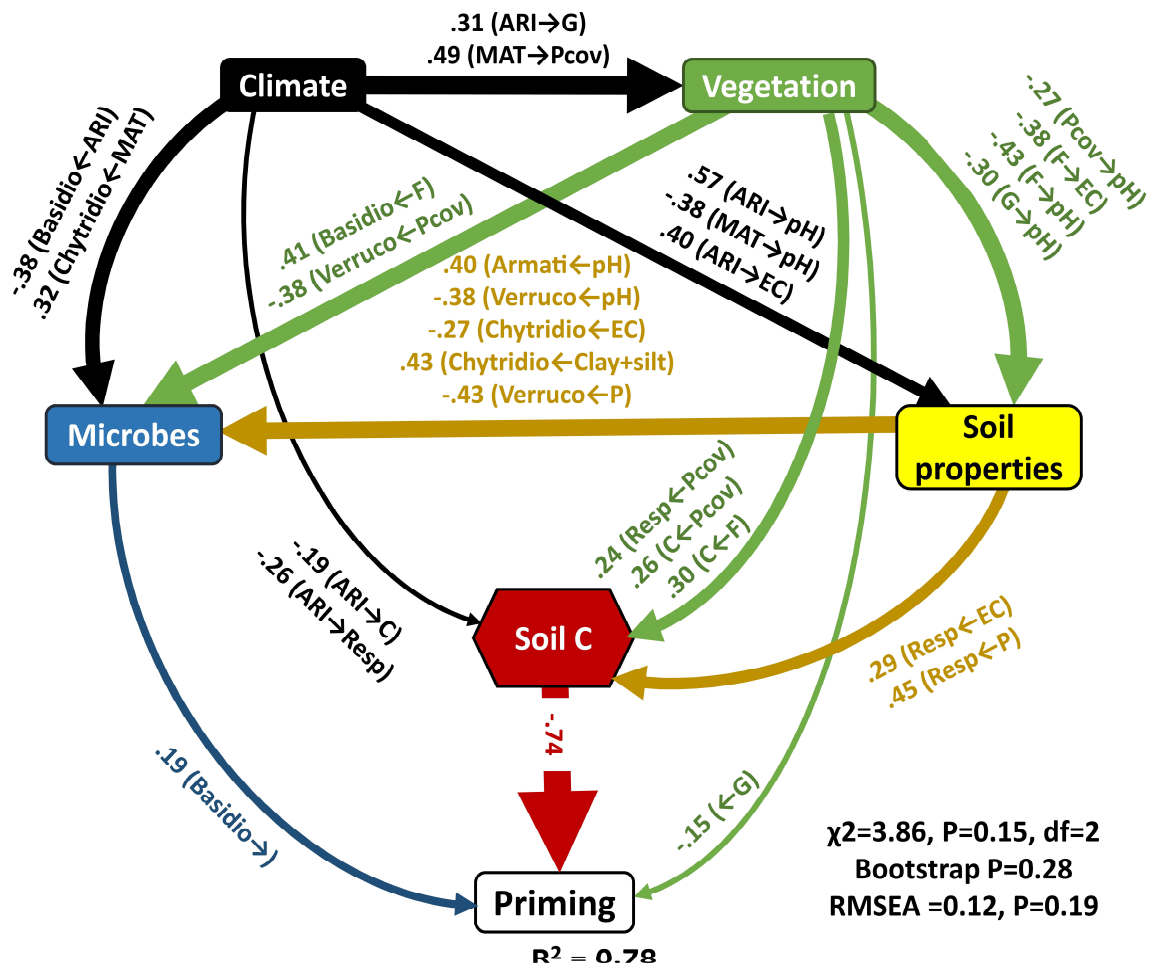 .31 (ARI→G)
.49 (MAT→Pcov)
Climate
Vegetation
-.38 (Basidio←ARI)
.32 (Chytridio←MAT)
-.27 (Pcov→pH)
-.38 (F→EC)
-.43 (F→pH)
-.30 (G→pH)
.41 (Basidio←F)
-.38 (Verruco←Pcov)
.57 (ARI→pH)
-.38 (MAT→pH)
.40 (ARI→EC)
.40 (Armati←pH)
-.38 (Verruco←pH)
-.27 (Chytridio←EC)
.43 (Chytridio←Clay+silt)
-.43 (Verruco←P)
Microbes
Soil
properties
-.19 (ARI→C)
-.26 (ARI→Resp)
.24 (Resp←Pcov)
.26 (C←Pcov)
.30 (C←F)
Soil C
.29 (Resp←EC)
.45 (Resp←P)
-.74
.19 (Basidio→)
-.15 (←G)
χ2=3.86, P=0.15, df=2
Bootstrap P=0.28
RMSEA =0.12, P=0.19
Priming
R² = 0.78